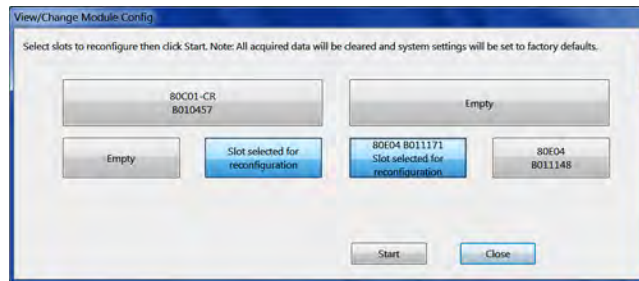 View/Change Module Config
Select slots to reconfigure then click Start. Note: All acquired data will be cleared and system settings will be set to factory defaults.
80C01-CR
B010457
Empty
Empty
Slot selected for
reconfiguration
80E04 B011171
Slot selected for
reconfiguration
80E04
B011148
Start
Close